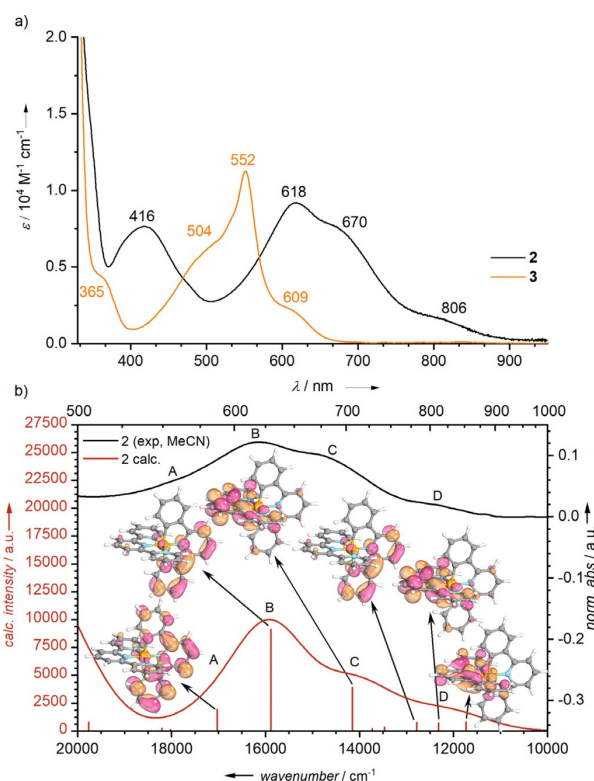 a)
2.0
1.5
1.0
0.5
0.0
ε / 10⁴ M⁻¹ cm⁻¹ →
552
618
504
416
670
365
609
806
2
3
400 500 600 700 800 900
λ / nm →
b)
500 600 700 800 900 1000
27500
25000
22500
20000
17500
15000
12500
10000
7500
5000
2500
0
calc. intensity / a.u. →
2 (exp, MeCN)
2 calc.
A
B
C
D
0.1
0.0
-0.1
-0.2
-0.3
norm. abs. / a.u. →
A
B
C
D
20000 18000 16000 14000 12000 10000
← wavenumber / cm⁻¹